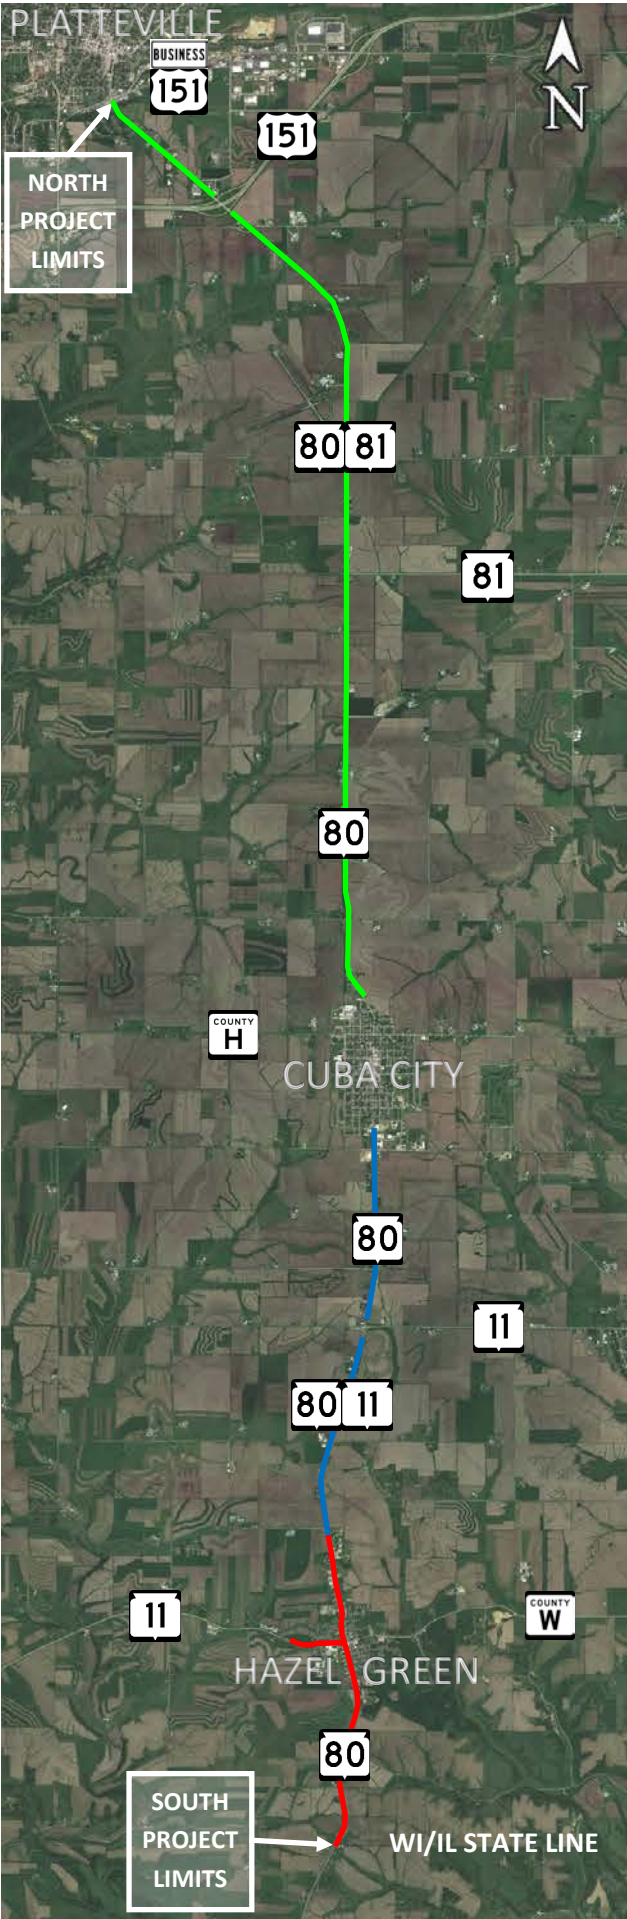 PLATTEVILLE
BUSINESS
151
151
N
NORTH
PROJECT
LIMITS
80 81
81
80
COUNTY
H
CUBA CITY
80
11
80 11
11
COUNTY
W
HAZEL GREEN
80
SOUTH
PROJECT
LIMITS
WI/IL STATE LINE